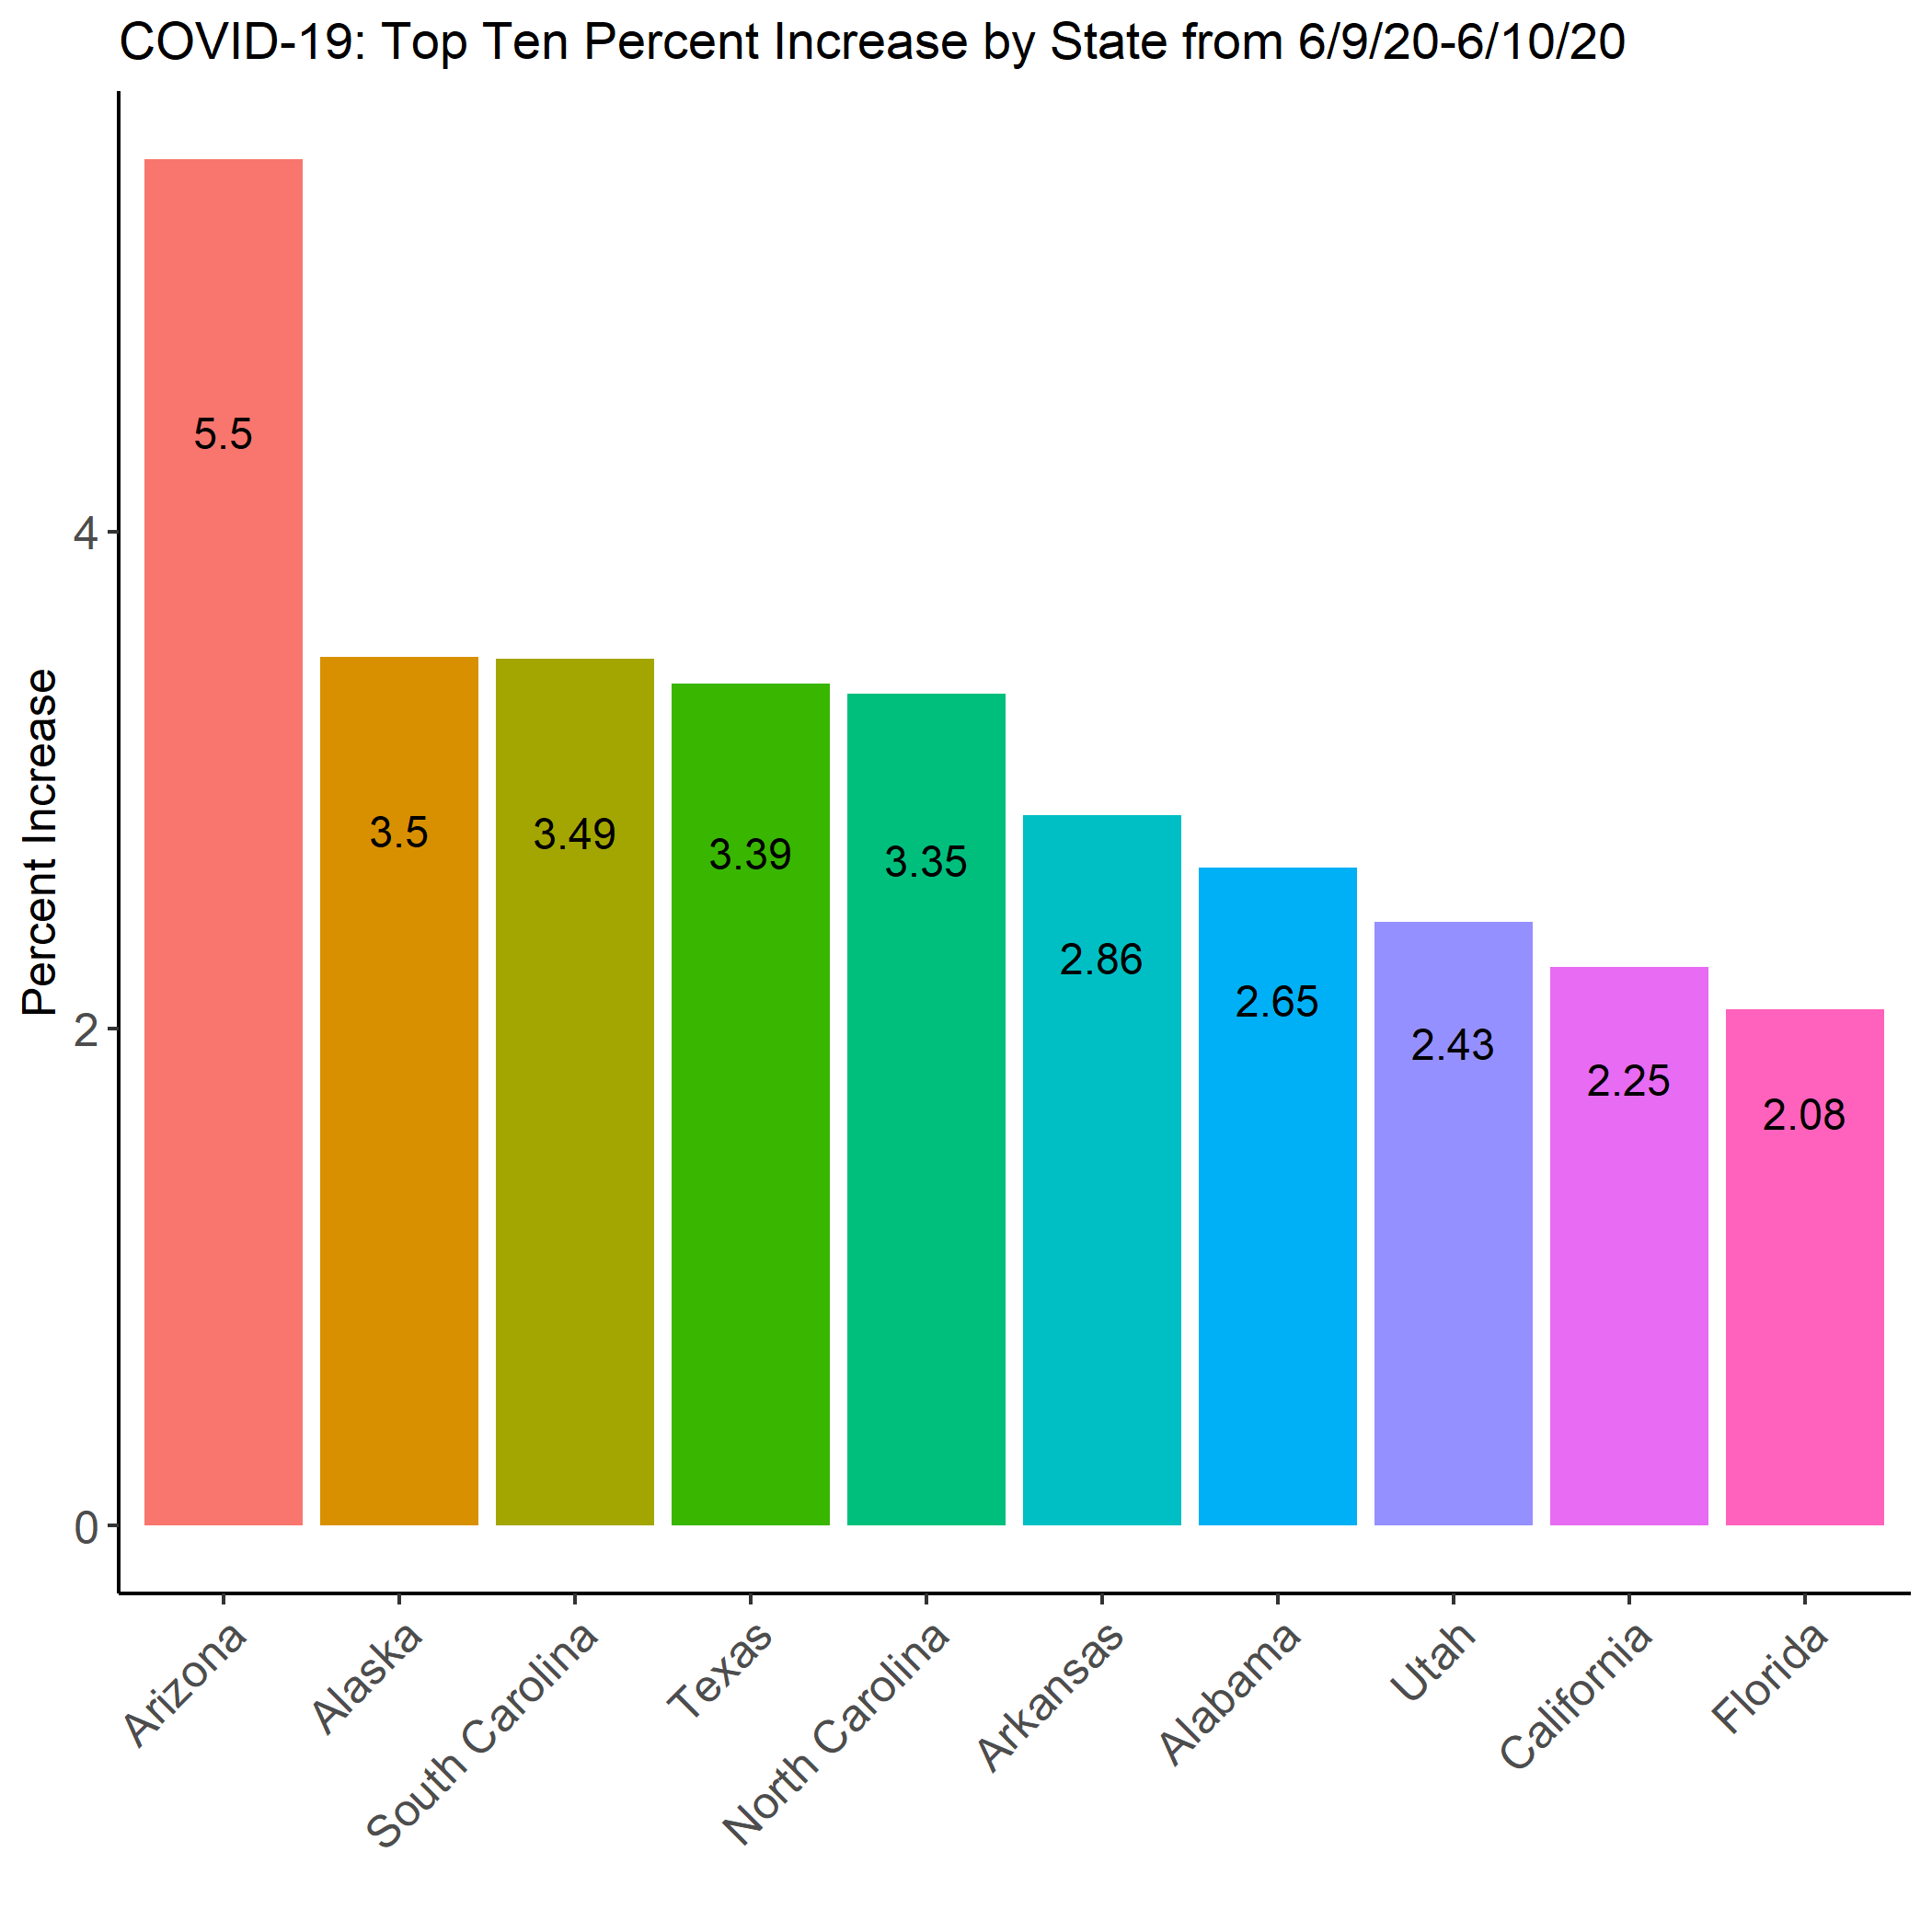 COVID-19: Top Ten Percent Increase by State from 6/9/20-6/10/20
Percent Increase
4
2
0
5.5
3.5
3.49
3.39
3.35
2.86
2.65
2.43
2.25
2.08
Arizona
Alaska
South Carolina
Texas
North Carolina
Arkansas
Alabama
Utah
California
Florida